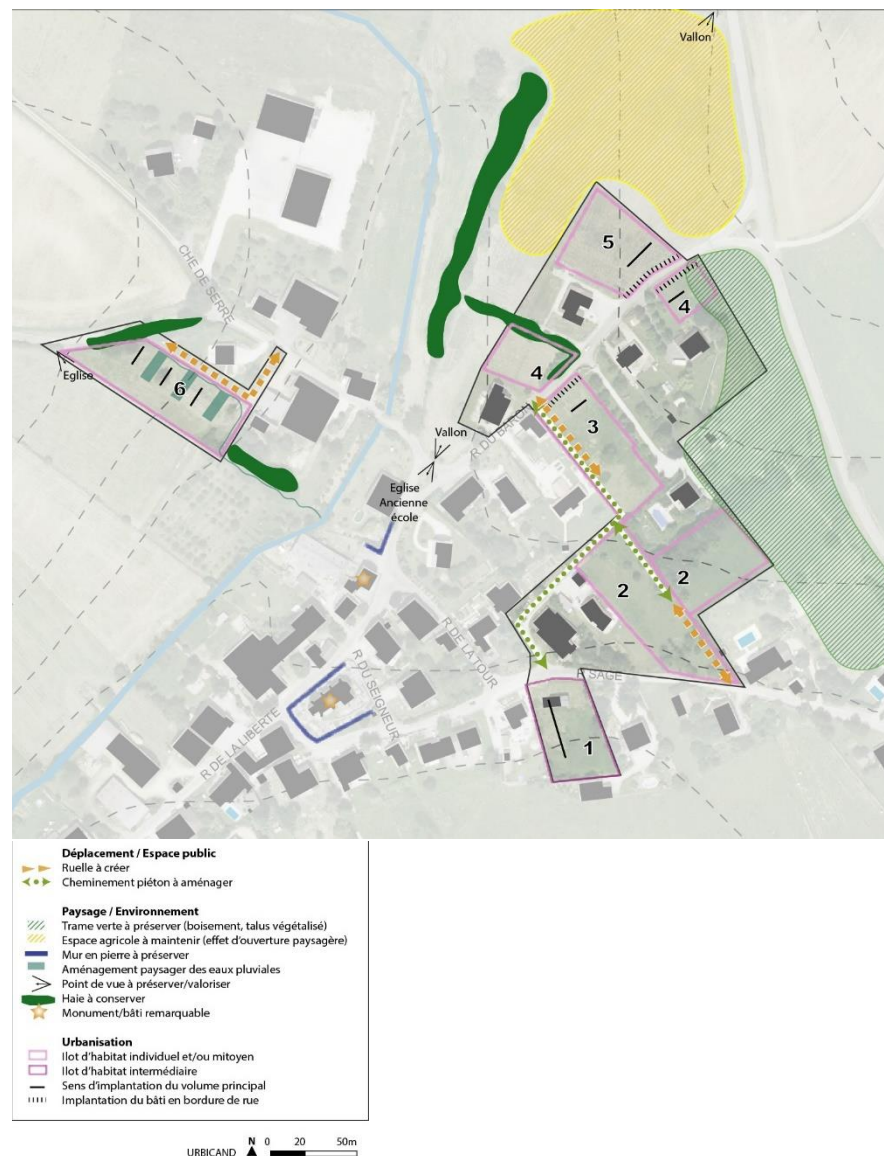 Vallon
5
4
CHE DE SERRE
Eglise
6
4
3
R DU BARON
Vallon
Eglise
Ancienne
école
2
2
R DE LA TOUR
R DU SEIGNEUR
R SAGE
R DE LA LIBERTE
1
Déplacement / Espace public
Ruelle à créer
Cheminement piéton à aménager
Paysage / Environnement
Trame verte à préserver (boisement, talus végétalisé)
Espace agricole à maintenir (effet d'ouverture paysagère)
Mur en pierre à préserver
Aménagement paysager des eaux pluviales
Point de vue à préserver/valoriser
Haie à conserver
Monument/bâti remarquable
Urbanisation
Ilot d'habitat individuel et/ou mitoyen
Ilot d'habitat intermédiaire
Sens d'implantation du volume principal
Implantation du bâti en bordure de rue
URBICAND N 0 20 50m